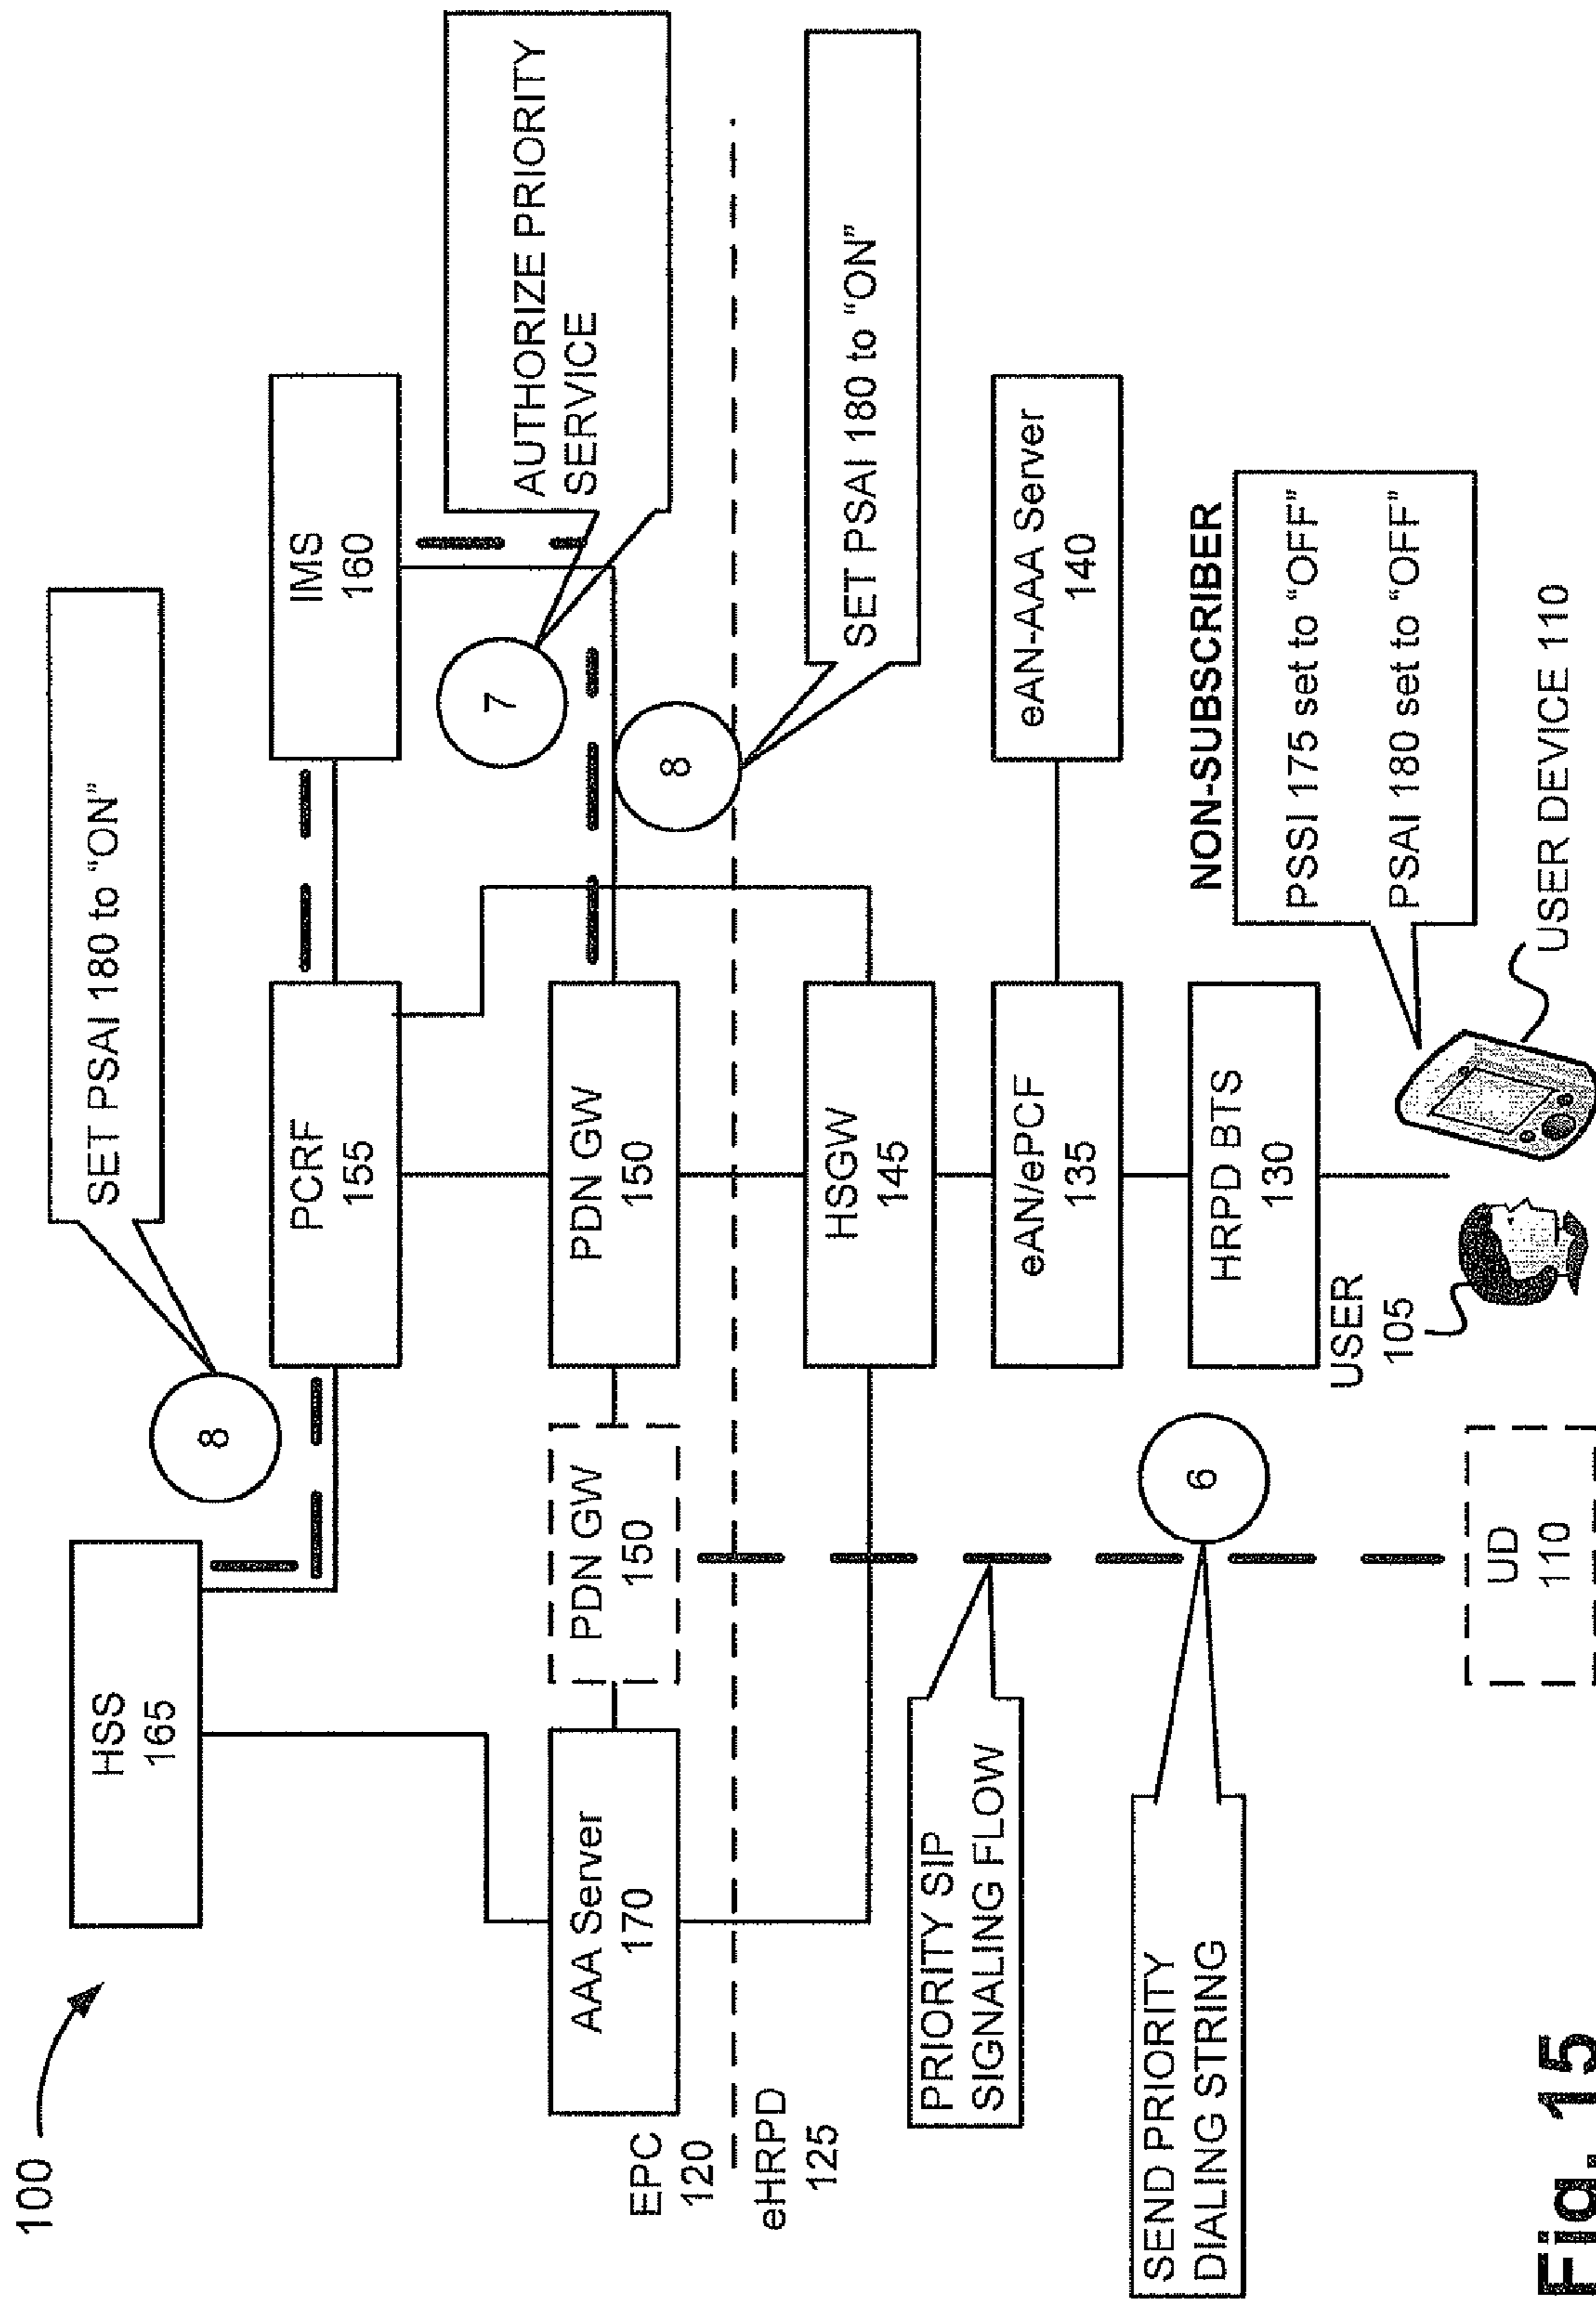 100
SET PSAI 180 to “ON”
8
HSS
165
PCRF
155
IMS
160
7
AUTHORIZE PRIORITY
SERVICE
AAA Server
170
PDN GW
150
PDN GW
150
8
SET PSAI 180 to “ON”
EPC
120
eHRPD
125
HSGW
145
PRIORITY SIP
SIGNALING FLOW
eAN/ePCF
135
eAN-AAA Server
140
SEND PRIORITY
DIALING STRING
6
HRPD BTS
130
NON-SUBSCRIBER
PSSI 175 set to “OFF”
PSAI 180 set to “OFF”
USER
105
UD
110
USER DEVICE 110
Fig. 15